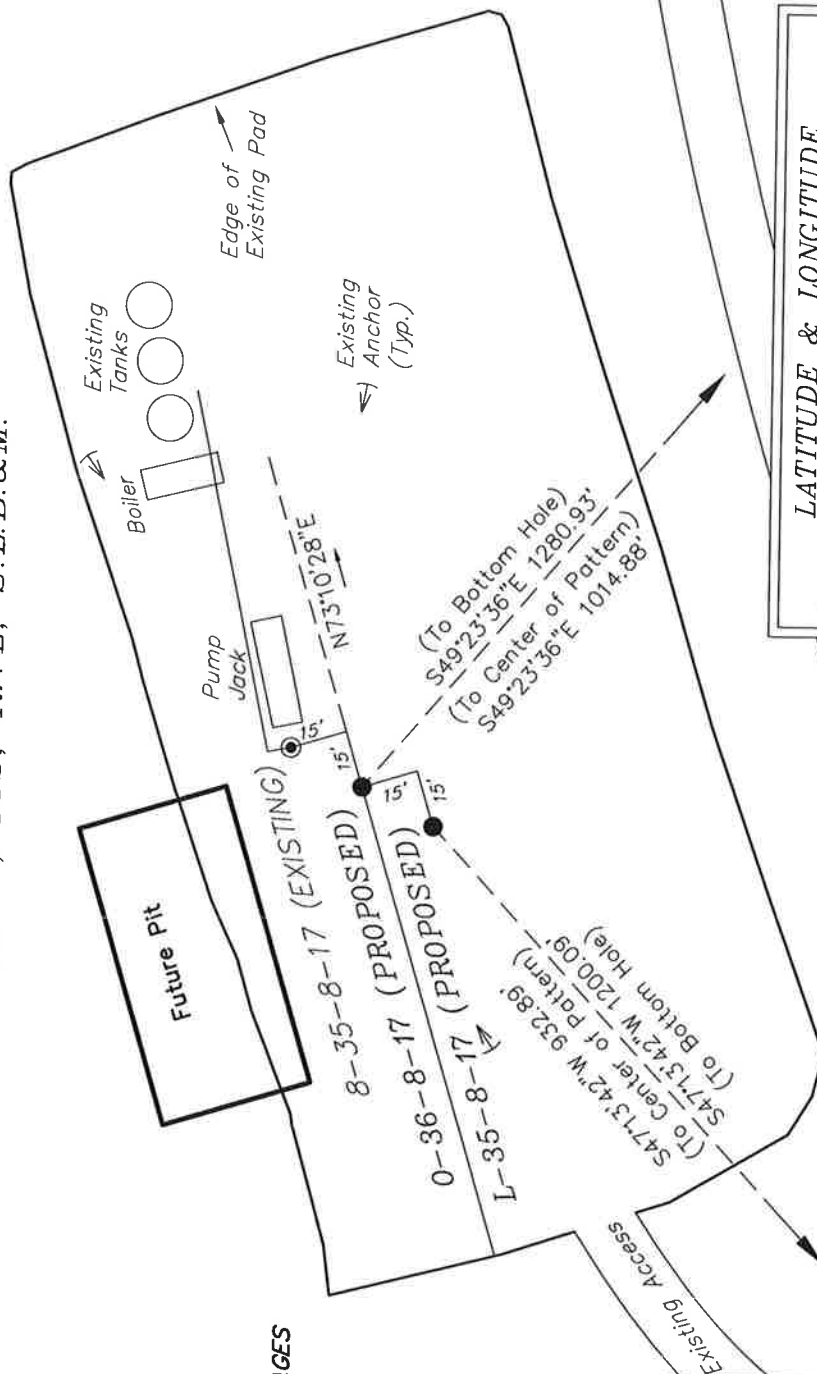 S.L.B.&M.
Future Pit
Existing
Tanks
Boiler
Edge of
Existing Pad
Existing
Anchor
(Typ.)
Pump
Jack
N73°10'28"E
15'
15'
15'
15'
8-35-8-17 (EXISTING)
O-36-8-17 (PROPOSED)
L-35-8-17 (PROPOSED)
(To Bottom Hole)
S49°23'36"E 1280.93'
(To Center of Pattern)
S49°23'36"E 1014.88'
S47°13'42"W 932.89'
(To Center of Pattern)
S47°13'42"W 1200.09'
(To Bottom Hole)
Existing Access
LATITUDE & LONGITUDE